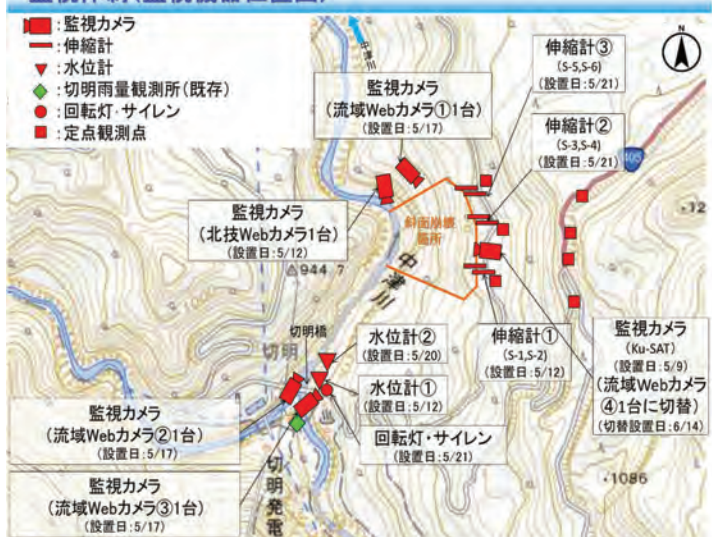 :監視カメラ
:伸縮計
:水位計
:切明雨量観測所(既存)
:回転灯・サイレン
:定点観測点
中津川
監視カメラ
(流域Webカメラ①1台)
(設置日:5/17)
伸縮計③
(S-5,S-6)
(設置日:5/21)
伸縮計②
(S-3,S-4)
(設置日:5/21)
405
監視カメラ
(北技Webカメラ1台)
(設置日:5/12)
斜面崩壊
箇所
944
7
中津川
切明橋
切明
水位計②
(設置日:5/20)
水位計①
(設置日:5/12)
回転灯・サイレン
(設置日:5/21)
伸縮計①
(S-1,S-2)
(設置日:5/12)
監視カメラ
(Ku-SAT)
(設置日:5/9)
(流域Webカメラ
④1台に切替)
(切替設置日:6/14)
監視カメラ
(流域Webカメラ②1台)
(設置日:5/17)
監視カメラ
(流域Webカメラ③1台)
(設置日:5/17)
切明発電
1086